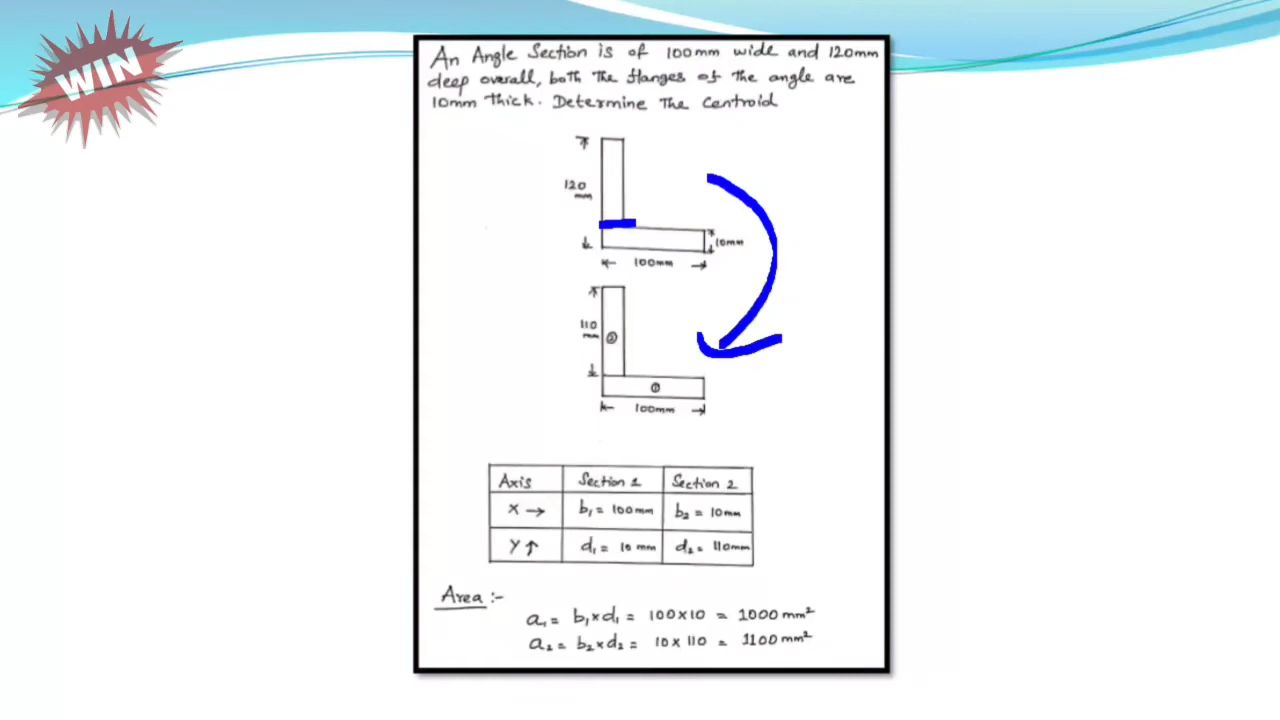 WIN
An Angle Section is of 100mm wide and 120mm
deep overall, both the flanges of the angle are
10mm thick. Determine the Centroid
120
mm
10mm
100mm
110
mm
②
①
100mm
Axis Section 1 Section 2
X → b₁ = 100mm b₂ = 10mm
Y ↑ d₁ = 10 mm d₂ = 110mm
Area :-
a₁ = b₁ x d₁ = 100 x 10 = 1000 mm²
a₂ = b₂ x d₂ = 10 x 110 = 1100 mm²